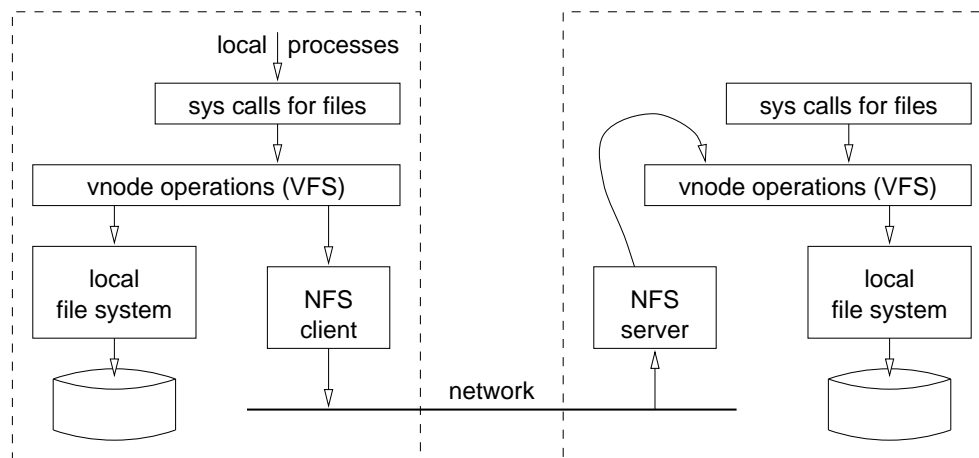 local processes
sys calls for files
vnode operations (VFS)
local
file system
NFS
client
network
sys calls for files
vnode operations (VFS)
NFS
server
local
file system